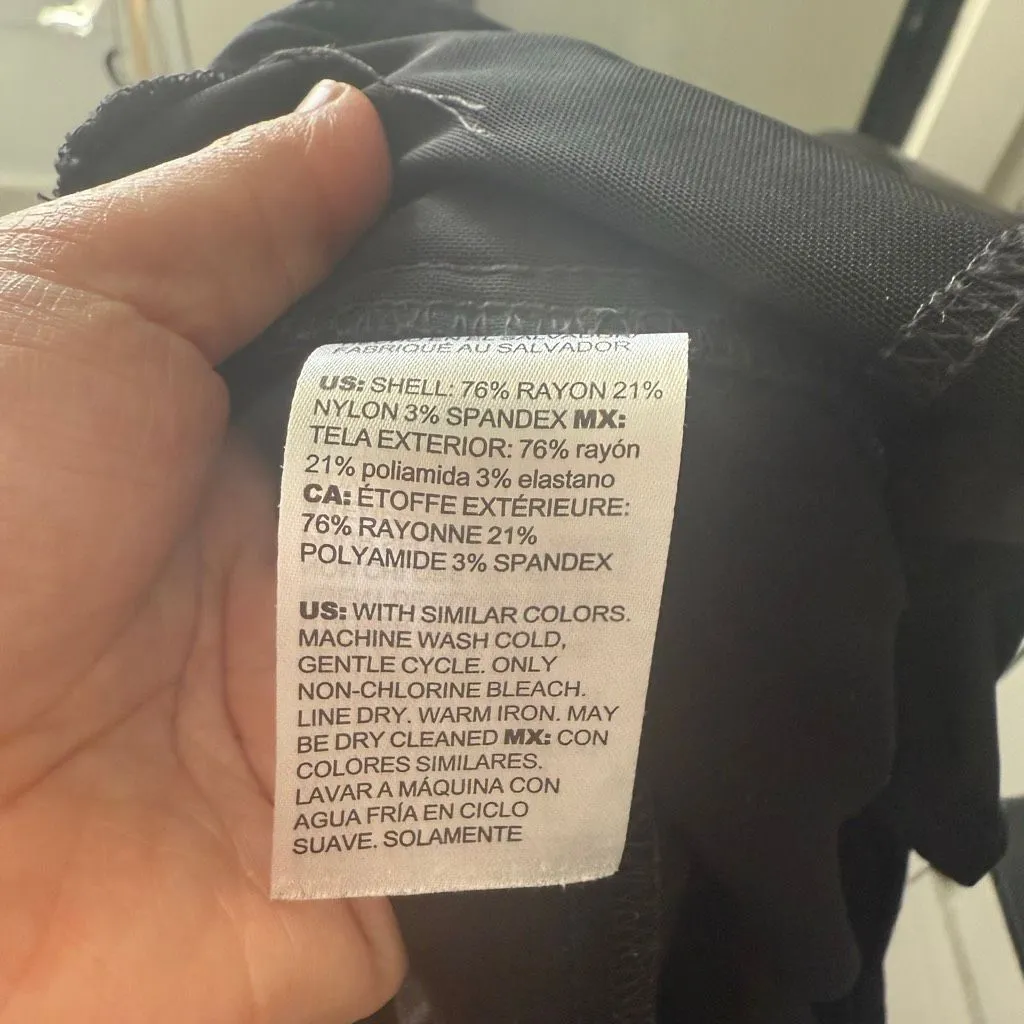 FABRIQUÉ AU SALVADOR
US: SHELL: 76% RAYON 21%
NYLON 3% SPANDEX MX:
TELA EXTERIOR: 76% rayón
21% poliamida 3% elastano
CA: ÉTOFFE EXTÉRIEURE:
76% RAYONNE 21%
POLYAMIDE 3% SPANDEX
US: WITH SIMILAR COLORS.
MACHINE WASH COLD,
GENTLE CYCLE. ONLY
NON-CHLORINE BLEACH.
LINE DRY. WARM IRON. MAY
BE DRY CLEANED MX: CON
COLORES SIMILARES.
LAVAR A MÁQUINA CON
AGUA FRÍA EN CICLO
SUAVE. SOLAMENTE